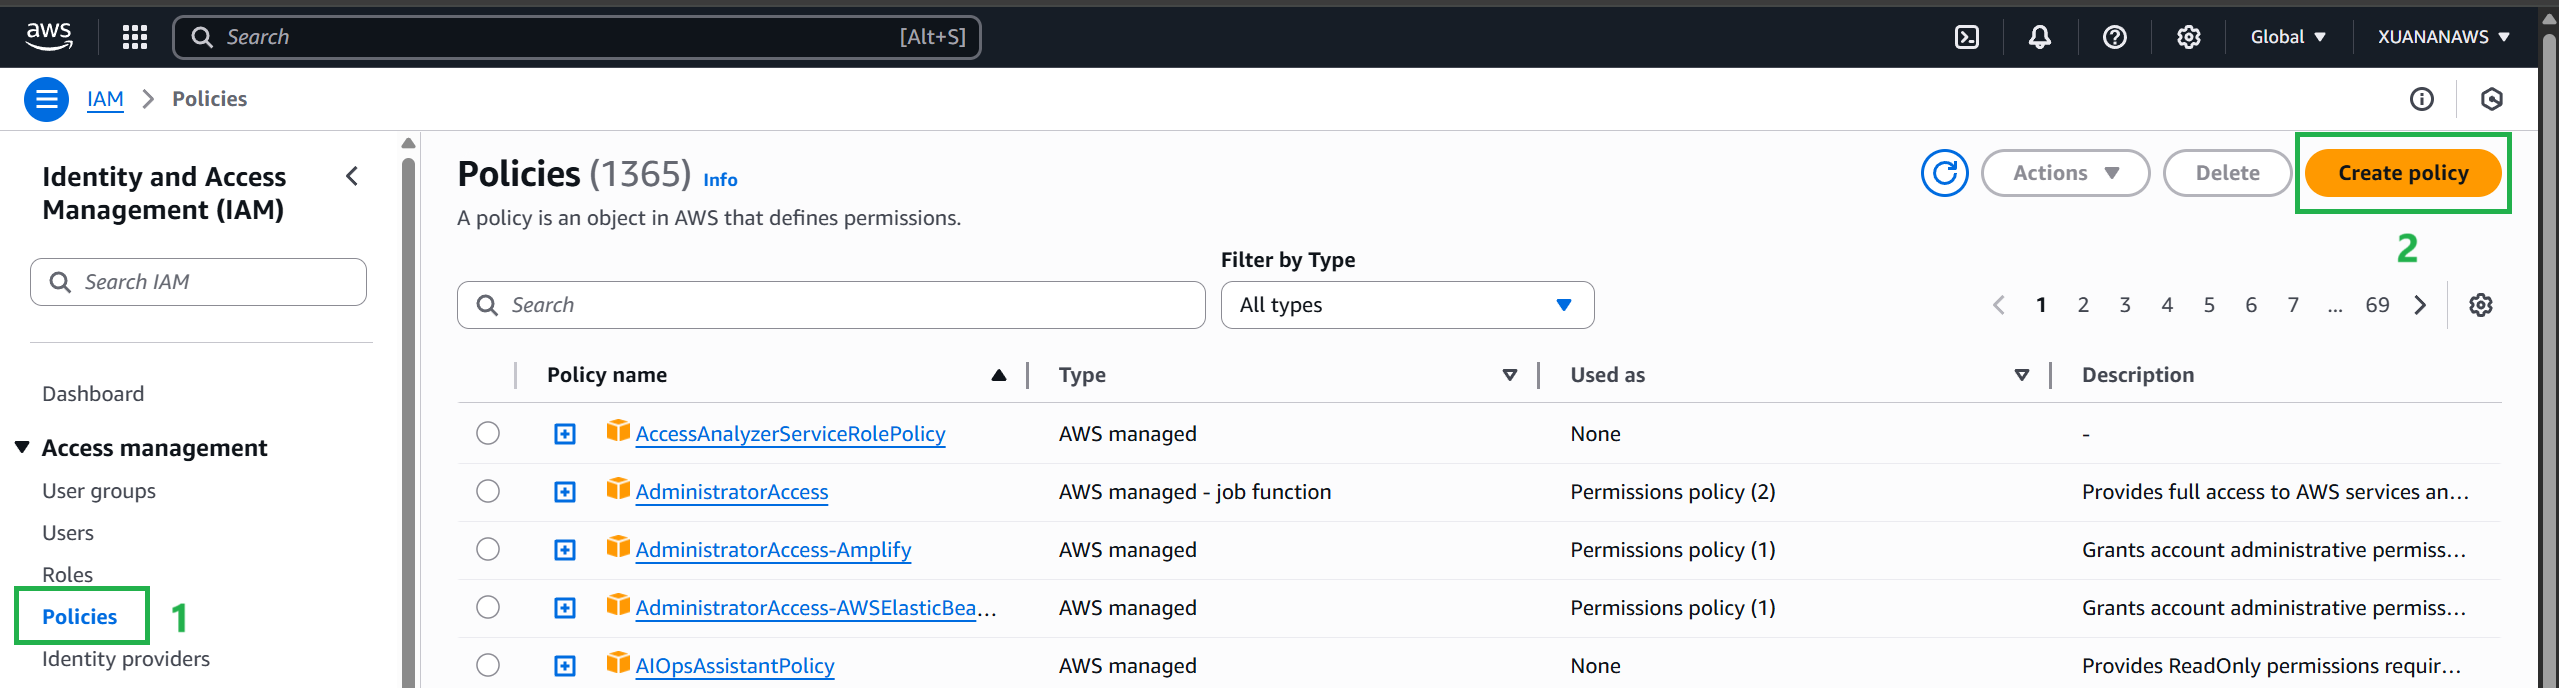 aws
Search [Alt+S]
Global
XUANANAWS
IAM > Policies
Identity and Access Management (IAM)
Search IAM
Dashboard
Access management
User groups
Users
Roles
Policies 1
Identity providers
Policies (1365) Info
A policy is an object in AWS that defines permissions.
Actions
Delete
Create policy
2
Filter by Type
Search
All types
1 2 3 4 5 6 7 ... 69
Policy name Type Used as Description
AccessAnalyzerServiceRolePolicy AWS managed None -
AdministratorAccess AWS managed - job function Permissions policy (2) Provides full access to AWS services an...
AdministratorAccess-Amplify AWS managed Permissions policy (1) Grants account administrative permiss...
AdministratorAccess-AWSElasticBea... AWS managed Permissions policy (1) Grants account administrative permiss...
AIOpsAssistantPolicy AWS managed None Provides ReadOnly permissions requir...